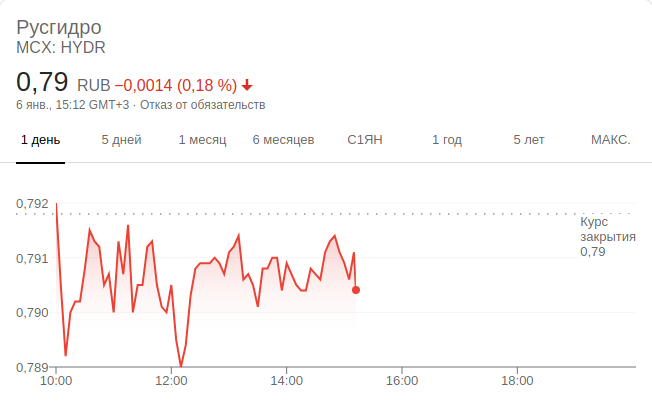 Русгидро
MCX: HYDR
0,79 RUB −0,0014 (0,18 %)
6 янв., 15:12 GMT+3 · Отказ от обязательств
1 день 5 дней 1 месяц 6 месяцев С1ЯН 1 год 5 лет МАКС.
0,792
Курс
закрытия
0,79
0,791
0,790
0,789
10:00 12:00 14:00 16:00 18:00